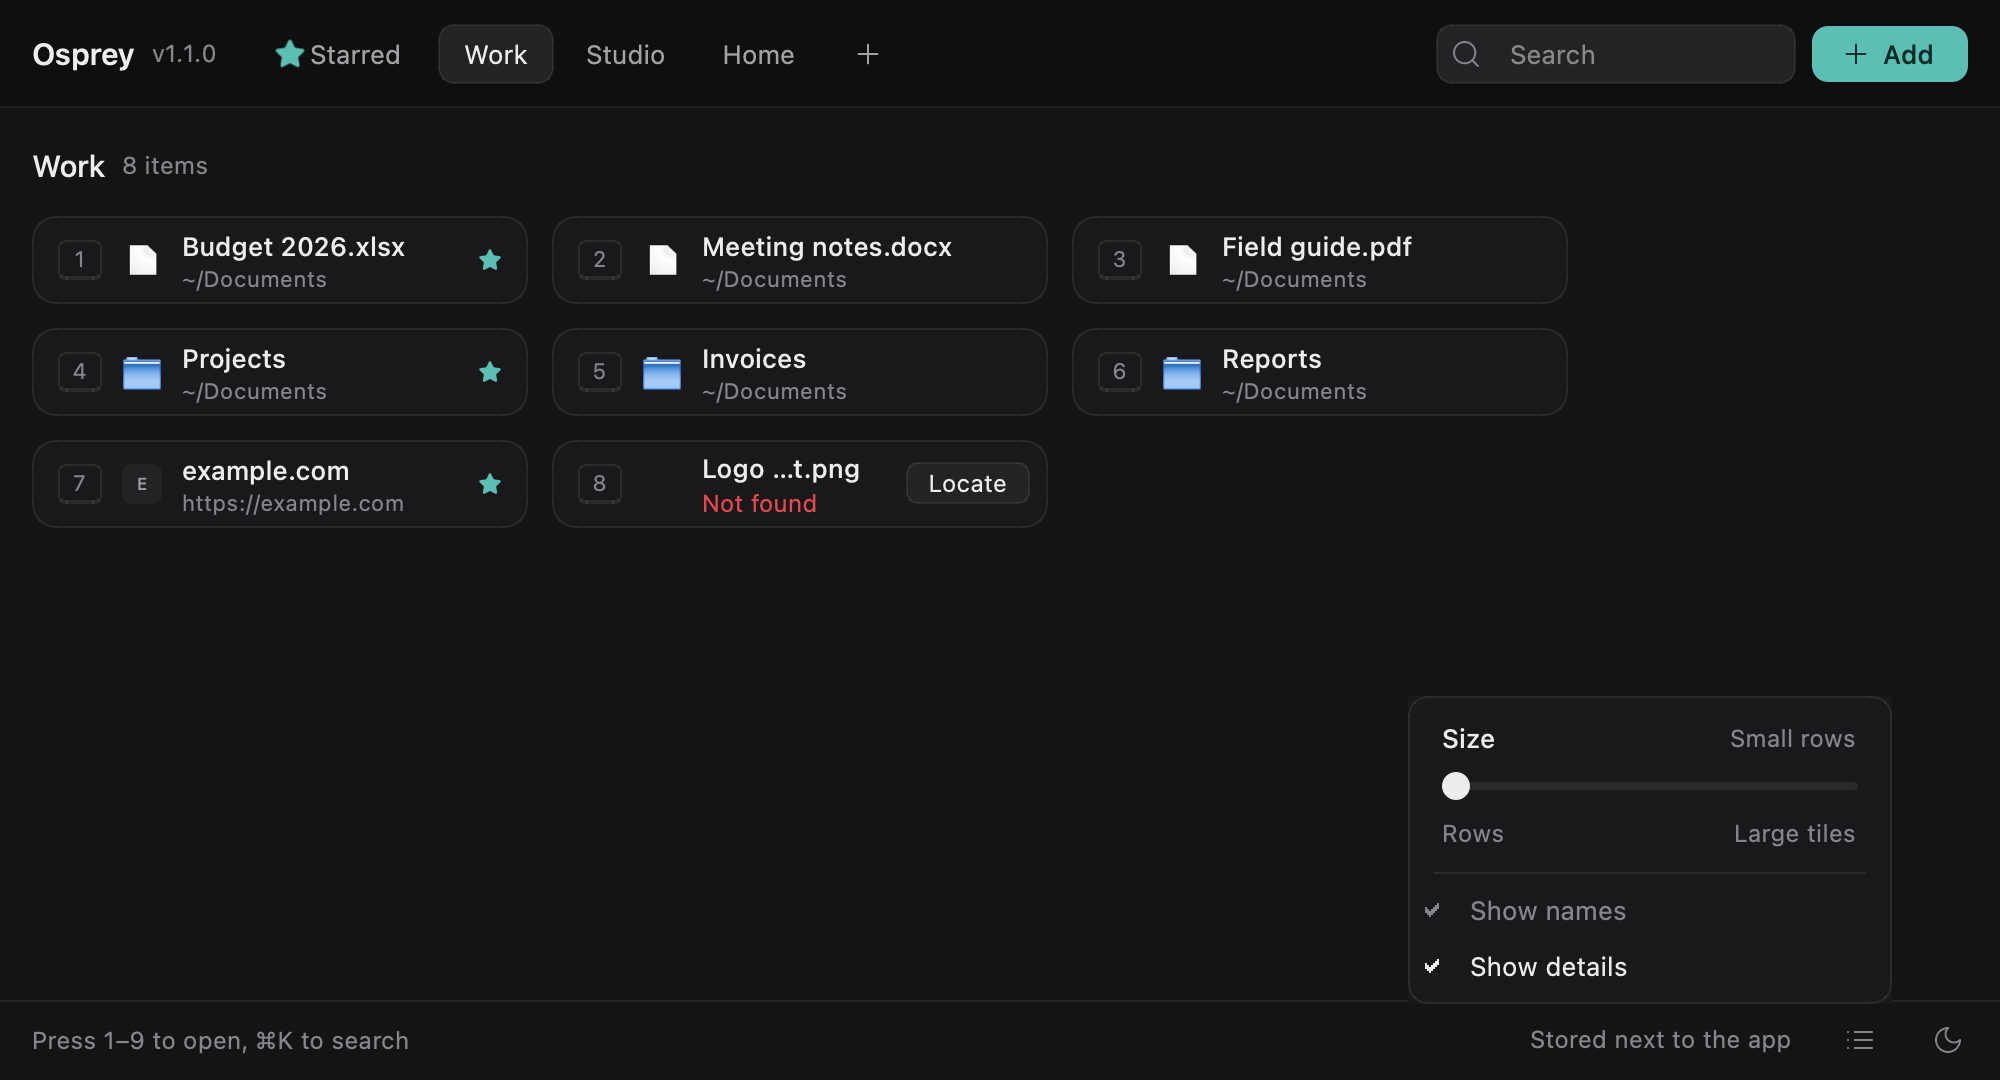 Osprey v1.1.0 Starred Work Studio Home + Search + Add
Work 8 items
1 Budget 2026.xlsx
~/Documents
2 Meeting notes.docx
~/Documents
3 Field guide.pdf
~/Documents
4 Projects
~/Documents
5 Invoices
~/Documents
6 Reports
~/Documents
7 E example.com
https://example.com
8 Logo ...t.png
Not found
Locate
Size Small rows
Rows Large tiles
Show names
Show details
Press 1–9 to open, ⌘K to search
Stored next to the app